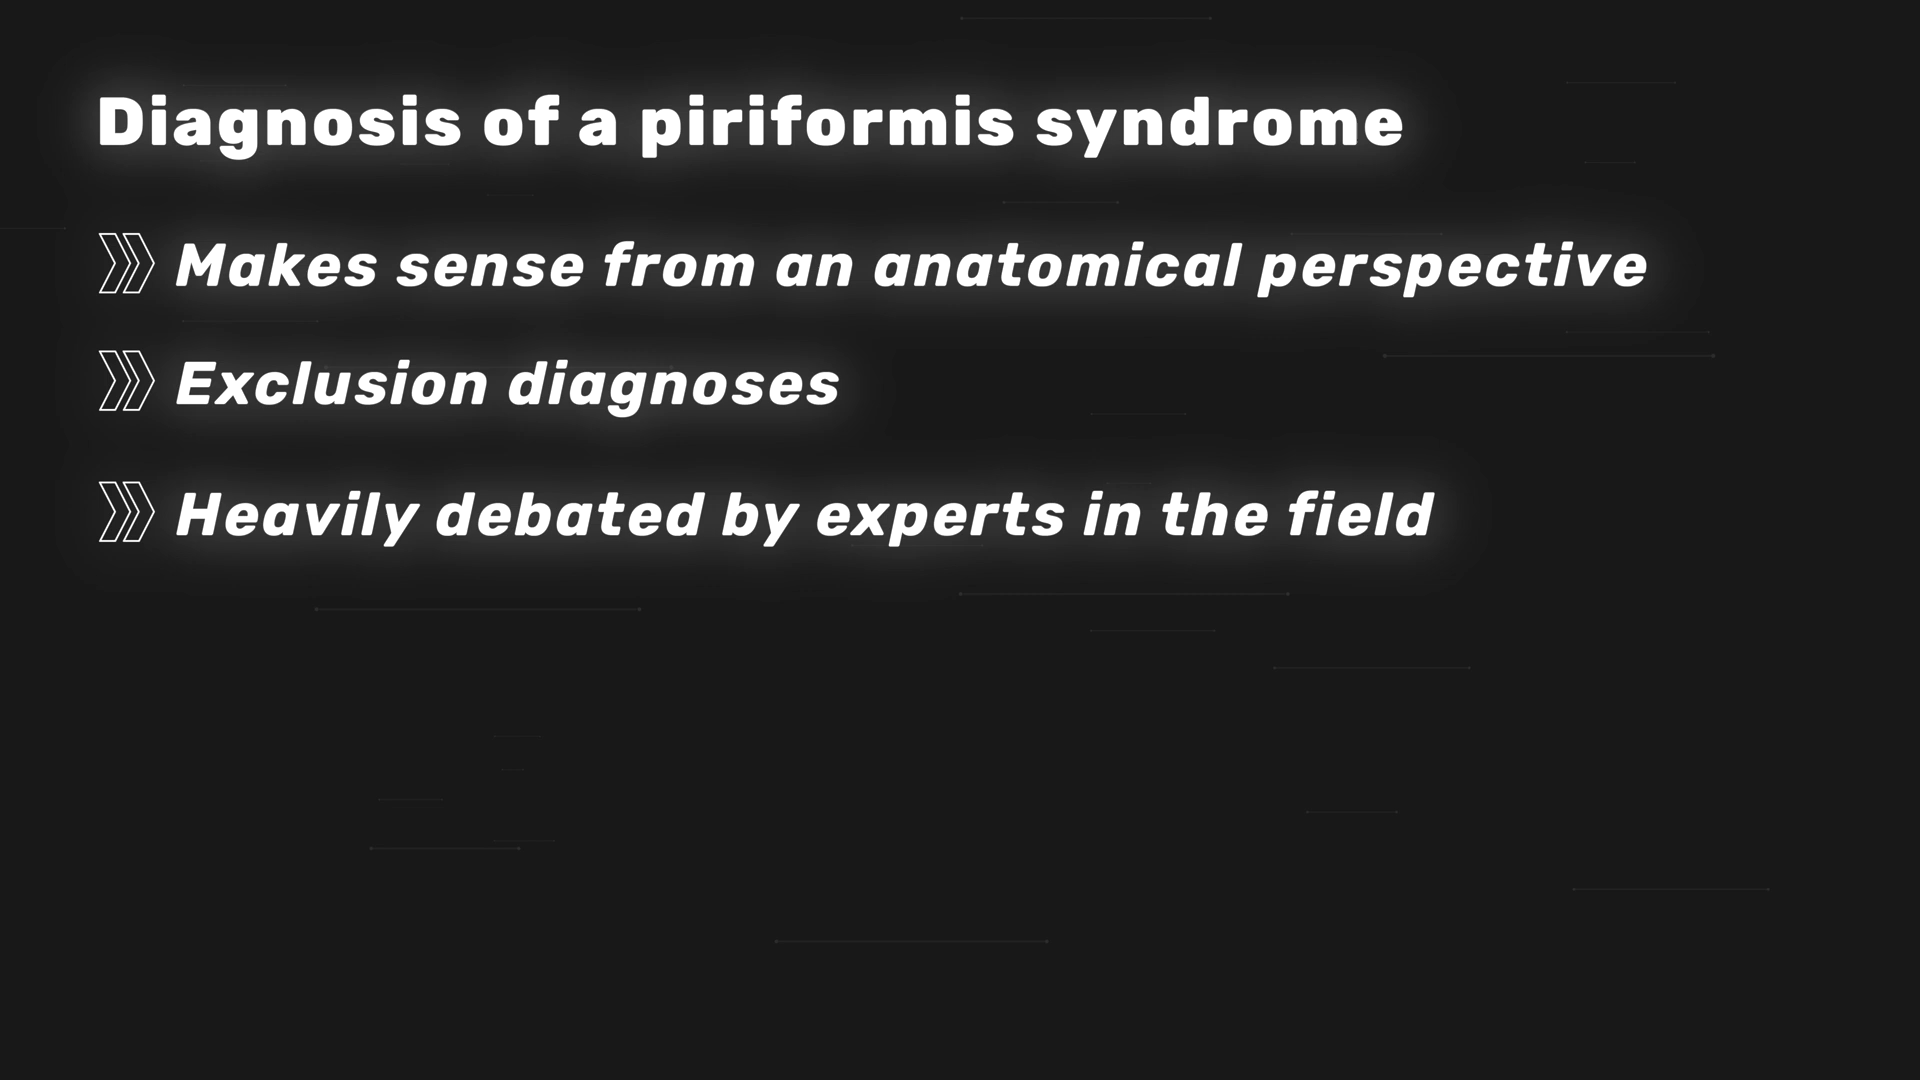 Diagnosis of a piriformis syndrome
Makes sense from an anatomical perspective
Exclusion diagnoses
Heavily debated by experts in the field